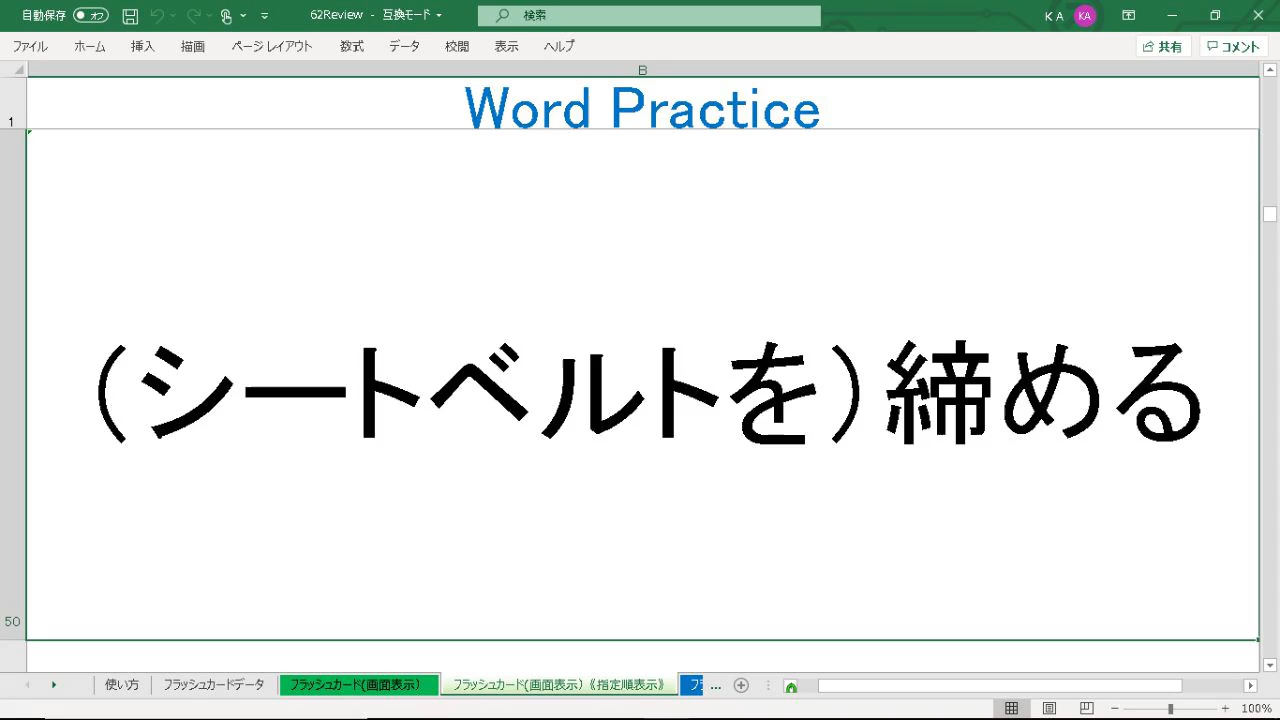 自動保存 オフ 62Review - 互換モード 検索 K A KA
ファイル ホーム 挿入 描画 ページ レイアウト 数式 データ 校閲 表示 ヘルプ 共有 コメント
B
1 Word Practice
(シートベルトを)締める
50
使い方 フラッシュカードデータ フラッシュカード(画面表示) フラッシュカード(画面表示)《指定順表示》 フラ ...
100%